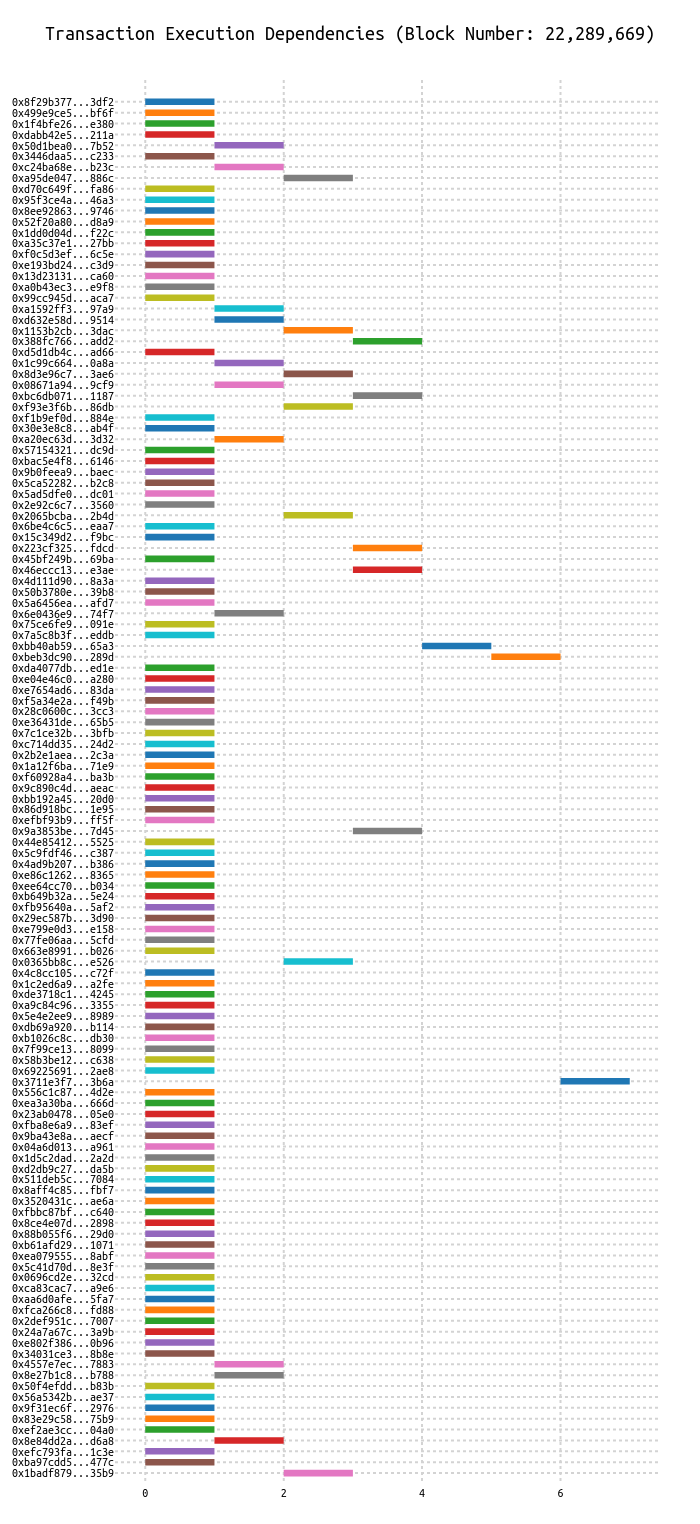 Transaction Execution Dependencies (Block Number: 22,289,669)
0x8f29b377...3df2
0x499e9ce5...bf6f
0x1f4bfe26...e380
0xdabb42e5...211a
0x50d1bea0...7b52
0x3446daa5...c233
0xc24ba68e...b23c
0xa95de047...886c
0xd70c649f...fa86
0x95f3ce4a...46a3
0x8ee92863...9746
0x52f20a80...d8a9
0x1dd0d04d...f22c
0xa35c37e1...27bb
0xf0c5d3ef...6c5e
0xe193bd24...c3d9
0x13d23131...ca60
0xa0b43ec3...e9f8
0x99cc945d...aca7
0xa1592ff3...97a9
0xd632e58d...9514
0x1153b2cb...3dac
0x388fc766...add2
0xd5d1db4c...ad66
0x1c99c664...0a8a
0x8d3e96c7...3ae6
0x08671a94...9cf9
0xbc6db071...1187
0xf93e3f6b...86db
0xf1b9ef0d...884e
0x30e3e8c8...ab4f
0xa20ec63d...3d32
0x57154321...dc9d
0xbac5e4f8...6146
0x9b0feea9...baec
0x5ca52282...b2c8
0x5ad5dfe0...dc01
0x2e92c6c7...3560
0x2065bcba...2b4d
0x6be4c6c5...eaa7
0x15c349d2...f9bc
0x223cf325...fdcd
0x45bf249b...69ba
0x46eccc13...e3ae
0x4d111d90...8a3a
0x50b3780e...39b8
0x5a6456ea...afd7
0x6e0436e9...74f7
0x75ce6fe9...091e
0x7a5c8b3f...eddb
0xbb40ab59...65a3
0xbeb3dc90...289d
0xda4077db...ed1e
0xe04e46c0...a280
0xe7654ad6...83da
0xf5a34e2a...f49b
0x28c0600c...3cc3
0xe36431de...65b5
0x7c1ce32b...3bfb
0xc714dd35...24d2
0x2b2e1aea...2c3a
0x1a12f6ba...71e9
0xf60928a4...ba3b
0x9c890c4d...aeac
0xbb192a45...20d0
0x86d918bc...1e95
0xefbf93b9...ff5f
0x9a3853be...7d45
0x44e85412...5525
0x5c9fdf46...c387
0x4ad9b207...b386
0xe86c1262...8365
0xee64cc70...b034
0xb649b32a...5e24
0xfb95640a...5af2
0x29ec587b...3d90
0xe799e0d3...e158
0x77fe06aa...5cfd
0x663e8991...b026
0x0365bb8c...e526
0x4c8cc105...c72f
0x1c2ed6a9...a2fe
0xde3718c1...4245
0xa9c84c96...3355
0x5e4e2ee9...8989
0xdb69a920...b114
0xb1026c8c...db30
0x7f99ce13...8099
0x58b3be12...c638
0x69225691...2ae8
0x3711e3f7...3b6a
0x556c1c87...4d2e
0xea3a30ba...666d
0x23ab0478...05e0
0xfba8e6a9...83ef
0x9ba43e8a...aecf
0x04a6d013...a961
0x1d5c2dad...2a2d
0xd2db9c27...da5b
0x511deb5c...7084
0x8aff4c85...fbf7
0x3520431c...ae6a
0xfbbc87bf...c640
0x8ce4e07d...2898
0x88b055f6...29d0
0xb61afd29...1071
0xea079555...8abf
0x5c41d70d...8e3f
0x0696cd2e...32cd
0xca83cac7...a9e6
0xaa6d0afe...5fa7
0xfca266c8...fd88
0x2def951c...7007
0x24a7a67c...3a9b
0xe802f386...0b96
0x34031ce3...8b8e
0x4557e7ec...7883
0x8e27b1c8...b788
0x50f4efdd...b83b
0x56a5342b...ae37
0x9f31ec6f...2976
0x83e29c58...75b9
0xef2ae3cc...04a0
0x8e84dd2a...d6a8
0xefc793fa...1c3e
0xba97cdd5...477c
0x1badf879...35b9
0 2 4 6